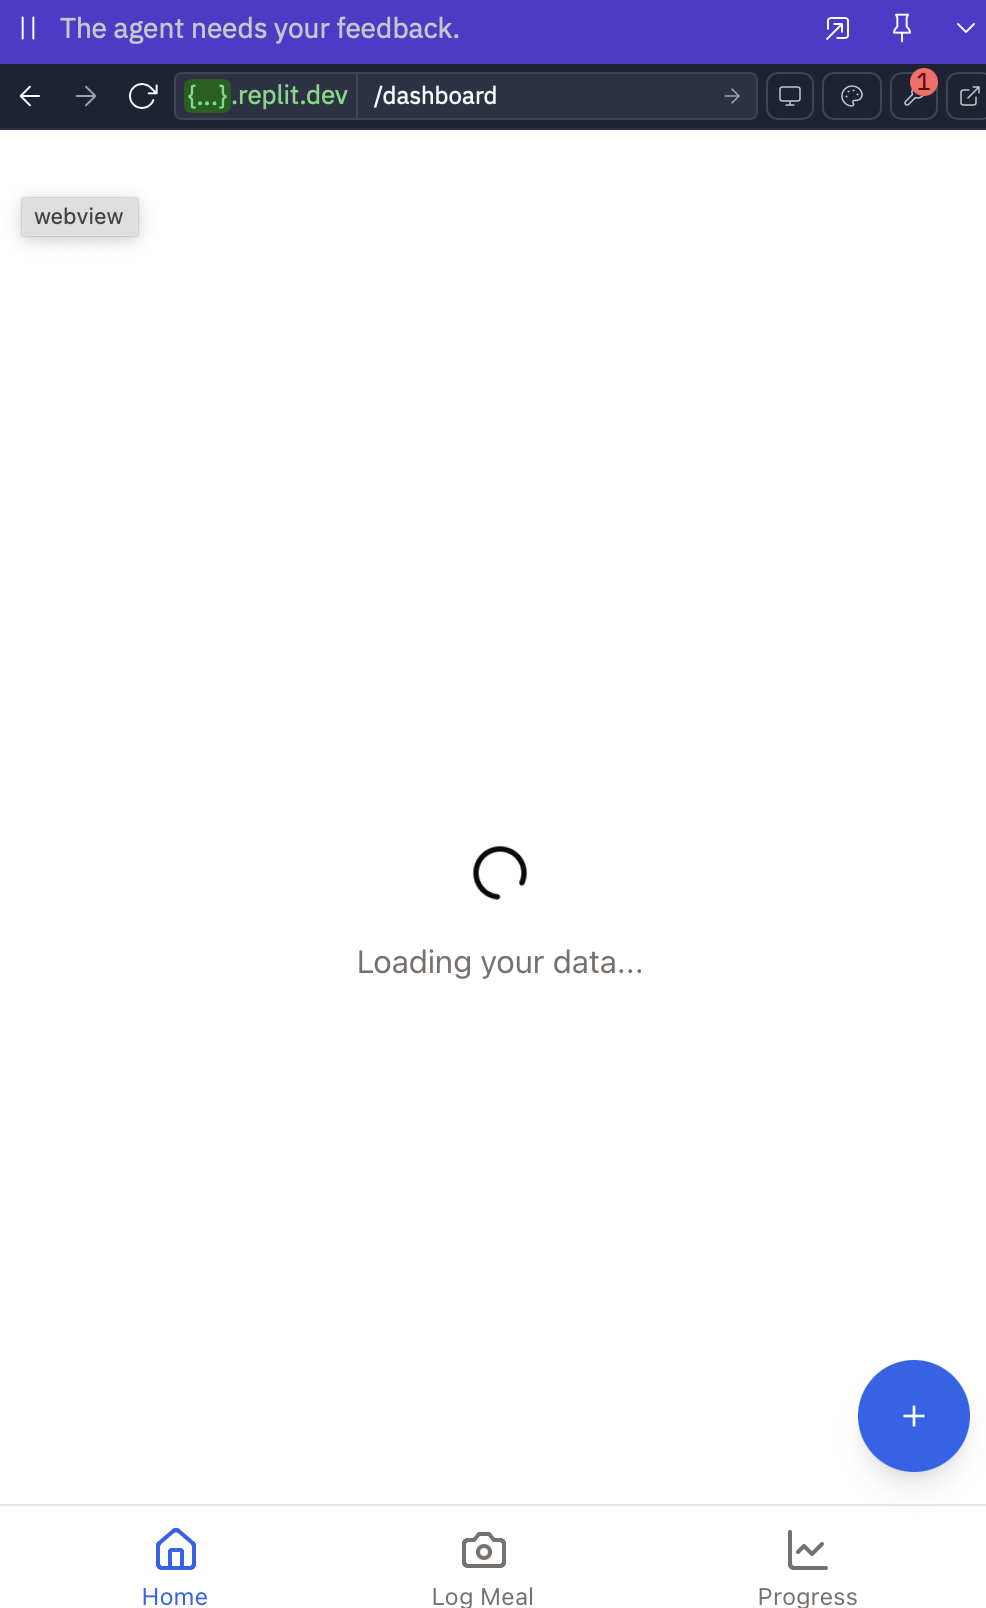 The agent needs your feedback.
{...}.replit.dev /dashboard
1
webview
Loading your data...
+
Home Log Meal Progress